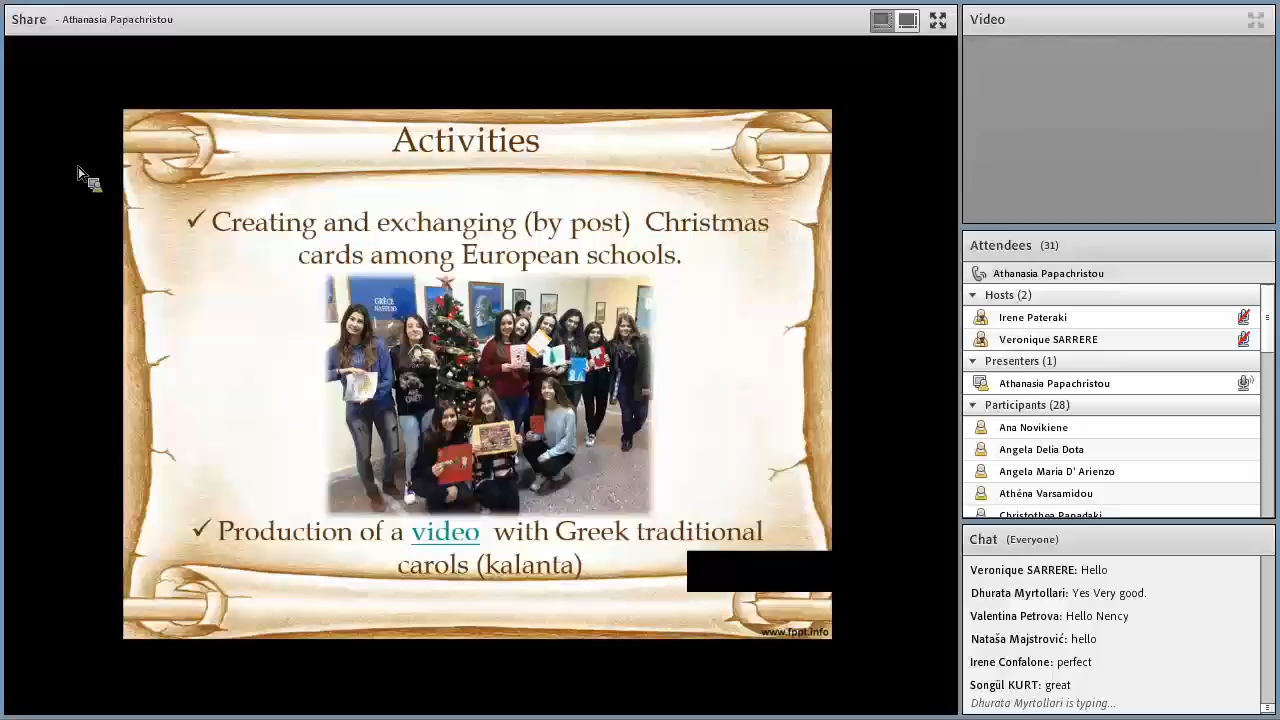 Share - Athanasia Papachristou
Activities
✓ Creating and exchanging (by post) Christmas
cards among European schools.
GRÈCE
✓ Production of a video with Greek traditional
carols (kalanta)
www.fppt.info
Video
Attendees (31)
Athanasia Papachristou
Hosts (2)
Irene Pateraki
Veronique SARRERE
Presenters (1)
Athanasia Papachristou
Participants (28)
Ana Novikiene
Angela Delia Dota
Angela Maria D' Arienzo
Athéna Varsamidou
Christothea Papadaki
Chat (Everyone)
Veronique SARRERE: Hello
Dhurata Myrtollari: Yes Very good.
Valentina Petrova: Hello Nency
Nataša Majstrović: hello
Irene Confalone: perfect
Songül KURT: great
Dhurata Myrtollari is typing...